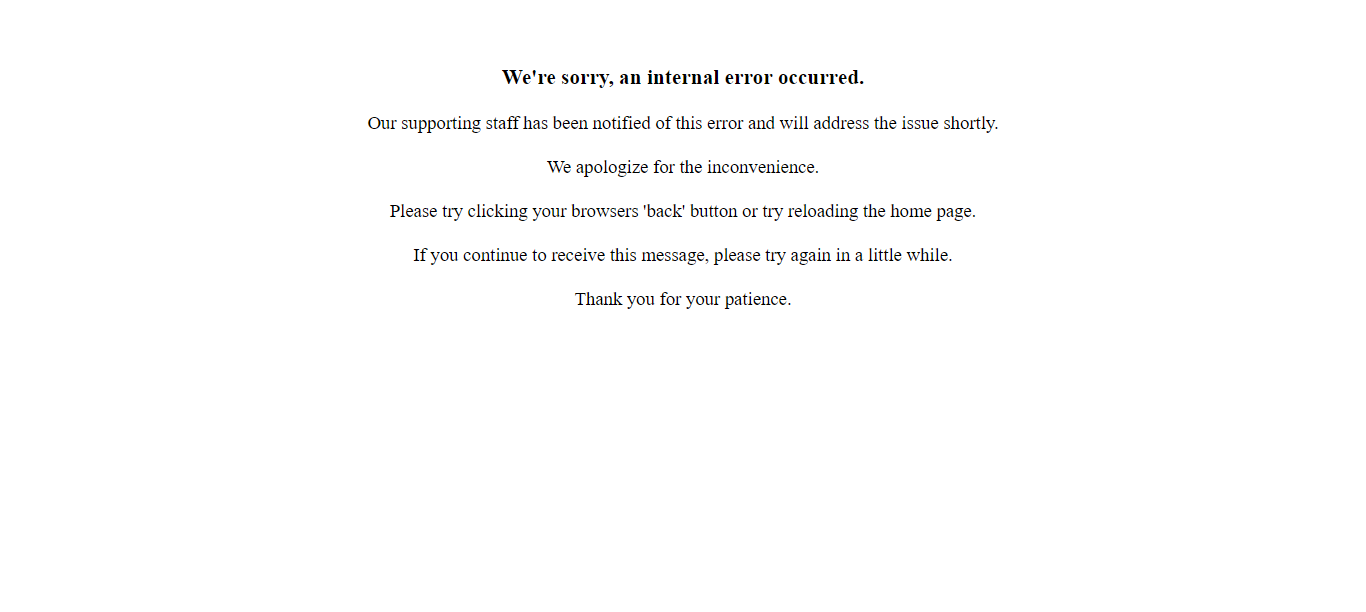 We're sorry, an internal error occurred.
Our supporting staff has been notified of this error and will address the issue shortly.
We apologize for the inconvenience.
Please try clicking your browsers 'back' button or try reloading the home page.
If you continue to receive this message, please try again in a little while.
Thank you for your patience.